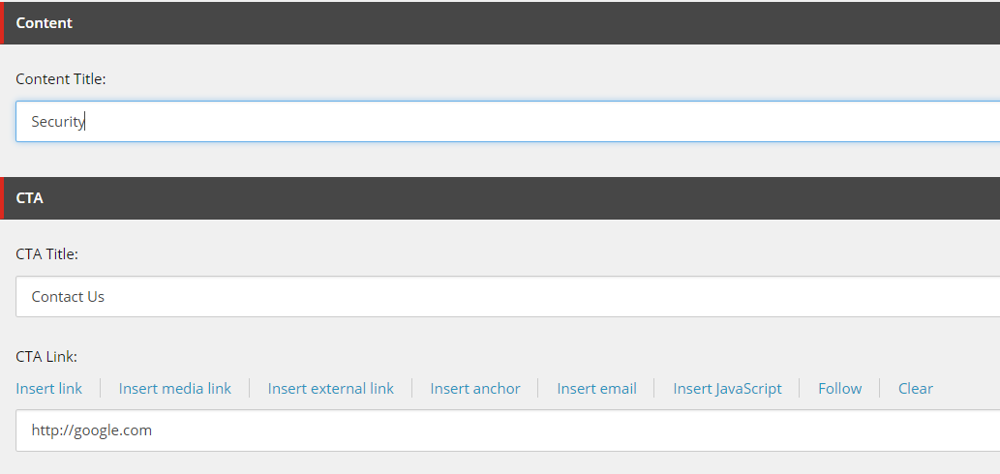 Content
Content Title:
Security
CTA
CTA Title:
Contact Us
CTA Link:
Insert link Insert media link Insert external link Insert anchor Insert email Insert JavaScript Follow Clear
http://google.com